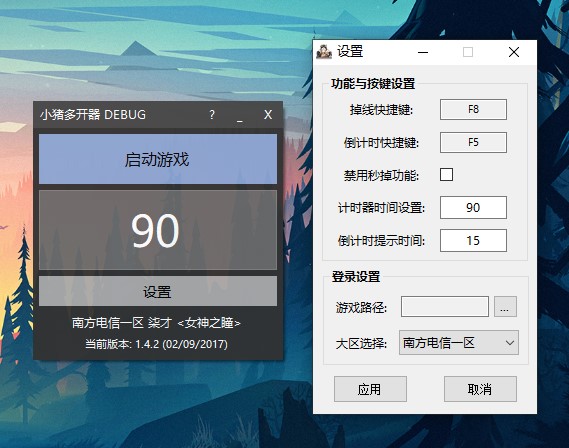 小猪多开器 DEBUG
? _ X
启动游戏
90
设置
南方电信一区 柒才 <女神之瞳>
当前版本: 1.4.2 (02/09/2017)
设置
功能与按键设置
掉线快捷键: F8
倒计时快捷键: F5
禁用秒掉功能:
计时器时间设置: 90
倒计时提示时间: 15
登录设置
游戏路径: ...
大区选择: 南方电信一区
应用 取消